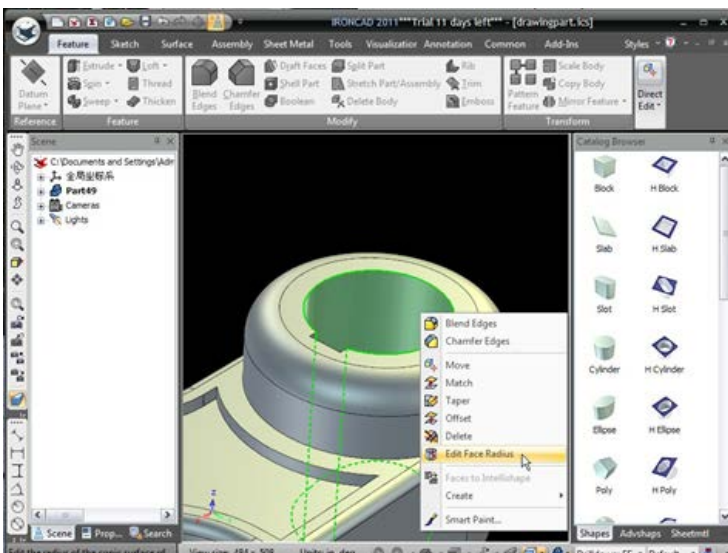 IRONCAD 2011***Trial 11 days left*** - [drawingpart.ics]
Feature Sketch Surface Assembly Sheet Metal Tools Visualization Annotation Common Add-Ins Styles
Extrude Loft Draft Faces Split Part Rib Scale Body
Spin Thread Shell Part Stretch Part/Assembly Trim Copy Body
Sweep Thicken Boolean Delete Body Emboss Mirror Feature
Datum Plane
Blend Edges
Chamfer Edges
Pattern Feature
Direct Edit
Reference Feature Modify Transform
Scene
C:\Documents and Settings\Adm
全局坐标系
Part49
Cameras
Lights
Blend Edges
Chamfer Edges
Move
Match
Taper
Offset
Delete
Edit Face Radius
Faces to Intellishape
Create
Smart Paint...
z
Catalog Browser
Block H Block
Slab H Slab
Slot H Slot
Cylinder H Cylinder
Ellipse H Ellipse
Poly H Poly
Scene Prop... Search
Shapes Advshaps Sheetmtl